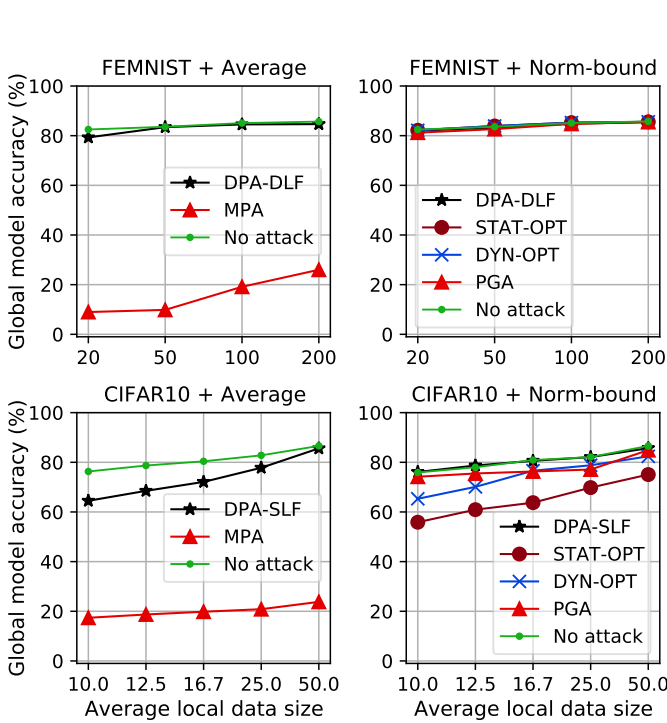 FEMNIST + Average
Global model accuracy (%)
100
80
60
40
20
0
DPA-DLF
MPA
No attack
20 50 100 200
FEMNIST + Norm-bound
100
80
60
40
20
0
DPA-DLF
STAT-OPT
DYN-OPT
PGA
No attack
20 50 100 200
CIFAR10 + Average
Global model accuracy (%)
100
80
60
40
20
0
DPA-SLF
MPA
No attack
10.0 12.5 16.7 25.0 50.0
Average local data size
CIFAR10 + Norm-bound
100
80
60
40
20
0
DPA-SLF
STAT-OPT
DYN-OPT
PGA
No attack
10.0 12.5 16.7 25.0 50.0
Average local data size